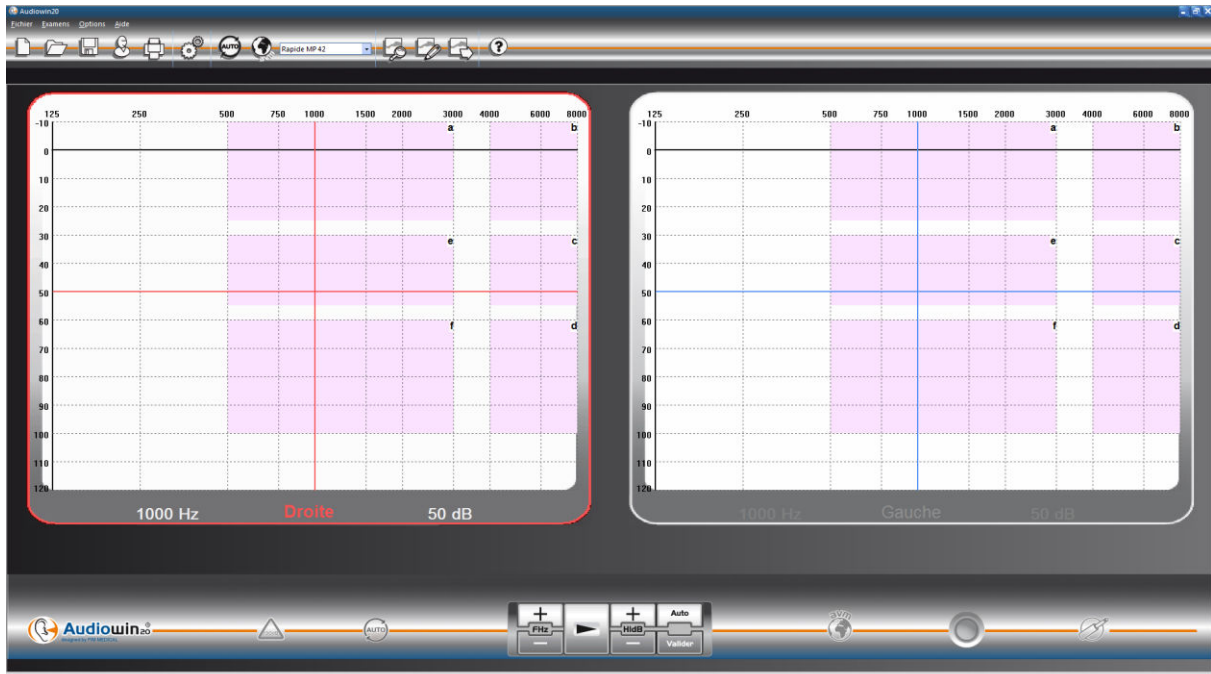 Audiowin20
Fichier Examens Options Aide
AUTO Rapide MP 42 ?
125 250 500 750 1000 1500 2000 3000 4000 6000 8000
-10 a b
0
10
20
30 e c
40
50
60 f d
70
80
90
100
110
120
1000 Hz Droite 50 dB
125 250 500 750 1000 1500 2000 3000 4000 6000 8000
-10 a b
0
10
20
30 e c
40
50
60 f d
70
80
90
100
110
120
1000 Hz Gauche 50 dB
Audiowin20
AUTO
+ + Auto
FHz HldB
- - Valider
avm